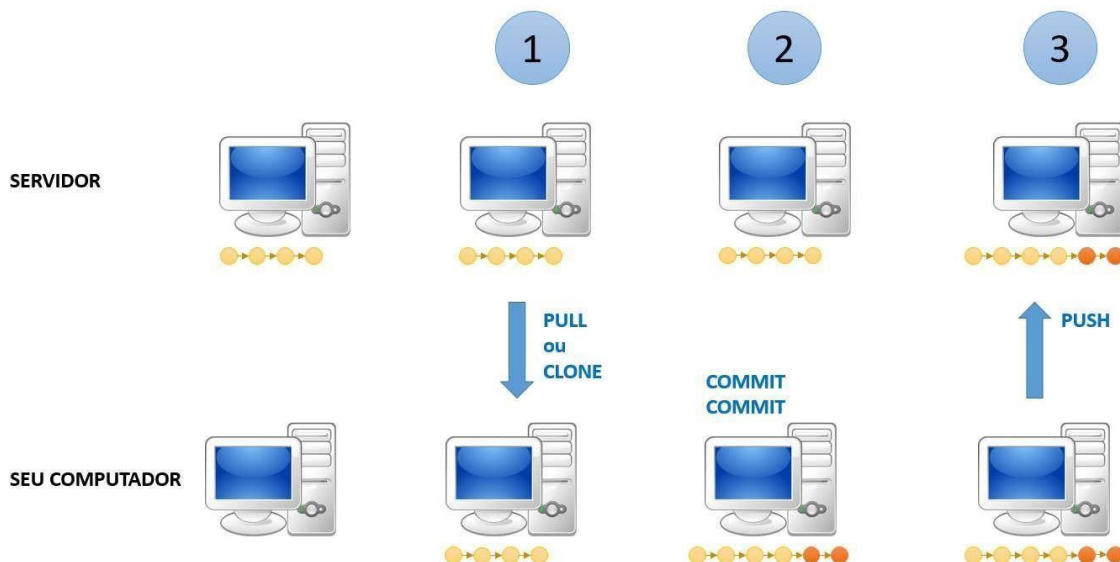 1
2
3
SERVIDOR
PULL
ou
CLONE
PUSH
COMMIT
COMMIT
SEU COMPUTADOR